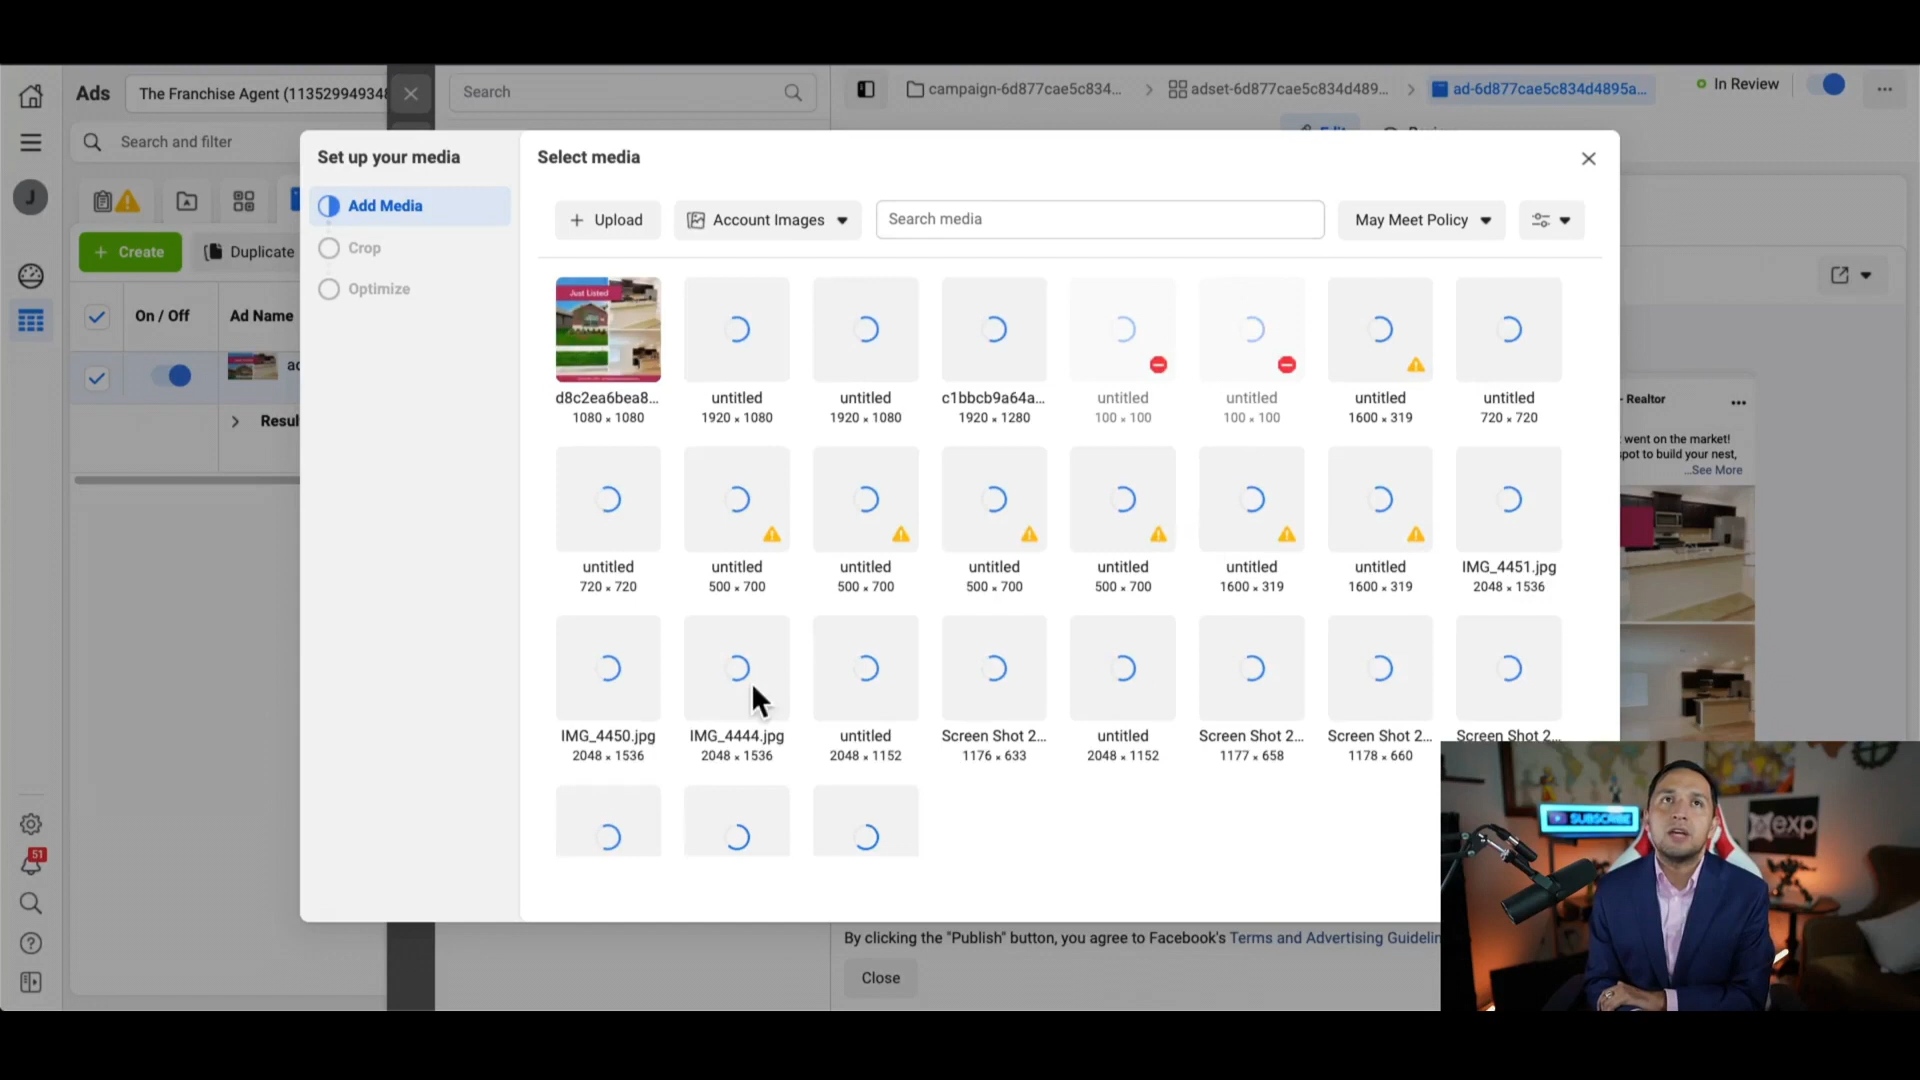 Ads
The Franchise Agent (11352994934
Search
campaign-6d877cae5c834...
adset-6d877cae5c834d489...
ad-6d877cae5c834d4895a...
In Review
Search and filter
J
Create
Duplicate
On / Off
Ad Name
51
Set up your media
Add Media
Crop
Optimize
Select media
Upload
Account Images
Search media
May Meet Policy
Just Listed
d8c2ea6bea8...
1080 × 1080
untitled
1920 × 1080
untitled
1920 × 1080
c1bbcb9a64a...
1920 × 1280
untitled
100 × 100
untitled
100 × 100
untitled
1600 × 319
untitled
720 × 720
untitled
720 × 720
untitled
500 × 700
untitled
500 × 700
untitled
500 × 700
untitled
500 × 700
untitled
1600 × 319
untitled
1600 × 319
IMG_4451.jpg
2048 × 1536
IMG_4450.jpg
2048 × 1536
IMG_4444.jpg
2048 × 1536
untitled
2048 × 1152
Screen Shot 2...
1176 × 633
untitled
2048 × 1152
Screen Shot 2...
1177 × 658
Screen Shot 2...
1178 × 660
Screen Shot 2...
- Realtor
went on the market!
pot to build your nest,
...See More
By clicking the "Publish" button, you agree to Facebook's Terms and Advertising Guidelin
Close
SUBSCRIBE
exp